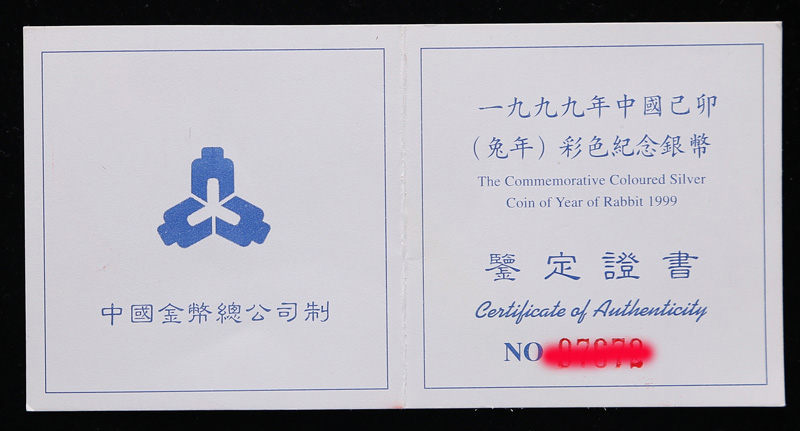 中國金幣總公司制
一九九九年中國己卯
（兔年）彩色紀念銀幣
The Commemorative Coloured Silver
Coin of Year of Rabbit 1999
鑒定證書
Certificate of Authenticity
NO